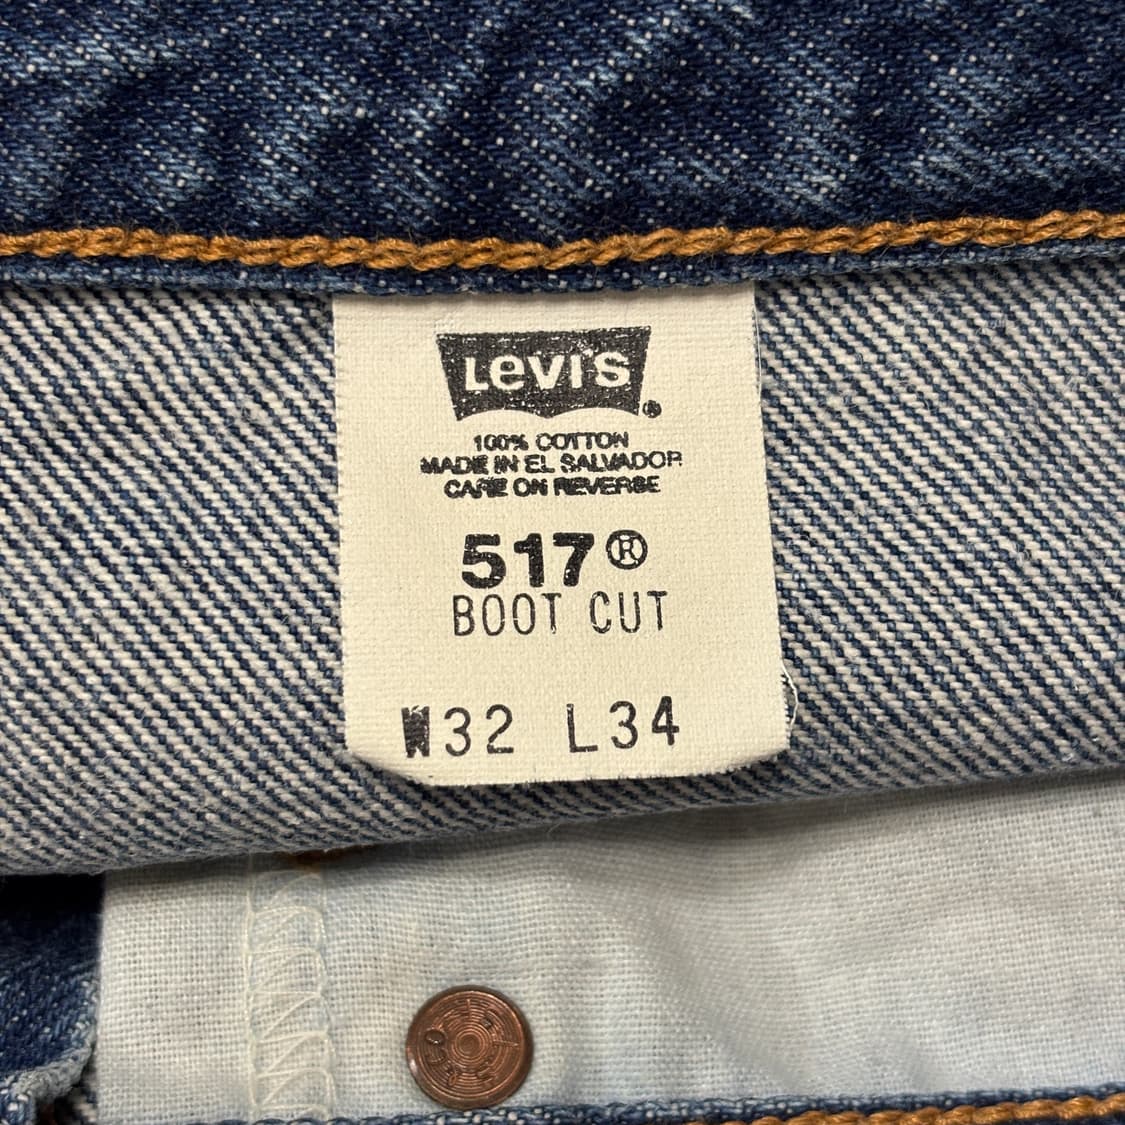 Levi's®
100% COTTON
MADE IN EL SALVADOR
CARE ON REVERSE
517®
BOOT CUT
W32 L34